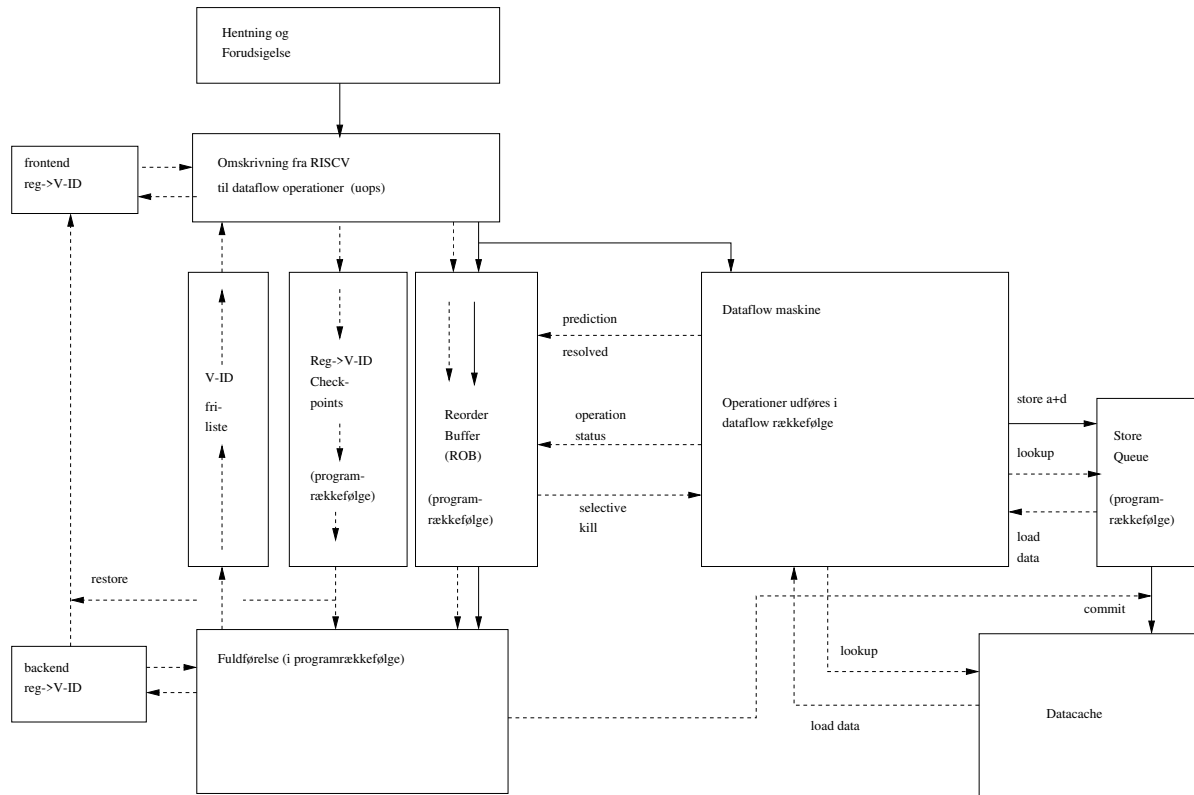 Hentning og
Forudsigelse
frontend
reg->V-ID
Omskrivning fra RISCV
til dataflow operationer (uops)
V-ID
fri-
liste
Reg->V-ID
Check-
points
(program-
rækkefølge)
Reorder
Buffer
(ROB)
(program-
rækkefølge)
prediction
resolved
operation
status
selective
kill
Dataflow maskine
Operationer udføres i
dataflow rækkefølge
store a+d
lookup
load
data
Store
Queue
(program-
rækkefølge)
restore
commit
backend
reg->V-ID
Fuldførelse (i programrækkefølge)
lookup
load data
Datacache